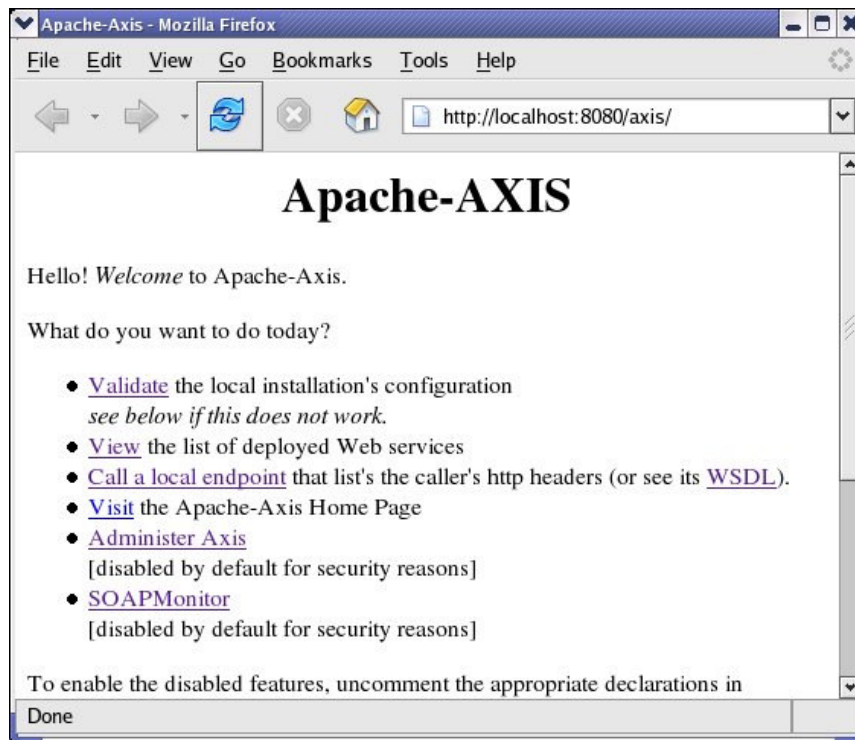 Apache-Axis - Mozilla Firefox
File Edit View Go Bookmarks Tools Help
http://localhost:8080/axis/
Apache-AXIS
Hello! Welcome to Apache-Axis.
What do you want to do today?
Validate the local installation's configuration
see below if this does not work.
View the list of deployed Web services
Call a local endpoint that list's the caller's http headers (or see its WSDL).
Visit the Apache-Axis Home Page
Administer Axis
[disabled by default for security reasons]
SOAPMonitor
[disabled by default for security reasons]
To enable the disabled features, uncomment the appropriate declarations in
Done